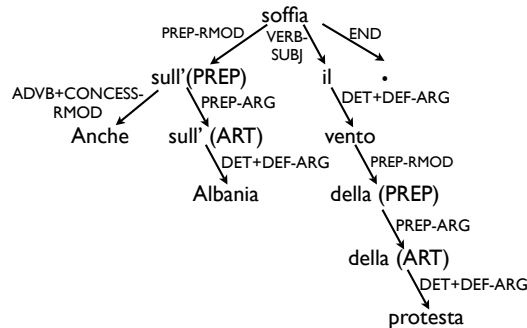 soffia
PREP-RMOD VERB-SUBJ END
sull'(PREP) il .
ADVB+CONCESS-RMOD PREP-ARG DET+DEF-ARG
Anche sull' (ART) vento
DET+DEF-ARG PREP-RMOD
Albania della (PREP)
PREP-ARG
della (ART)
DET+DEF-ARG
protesta